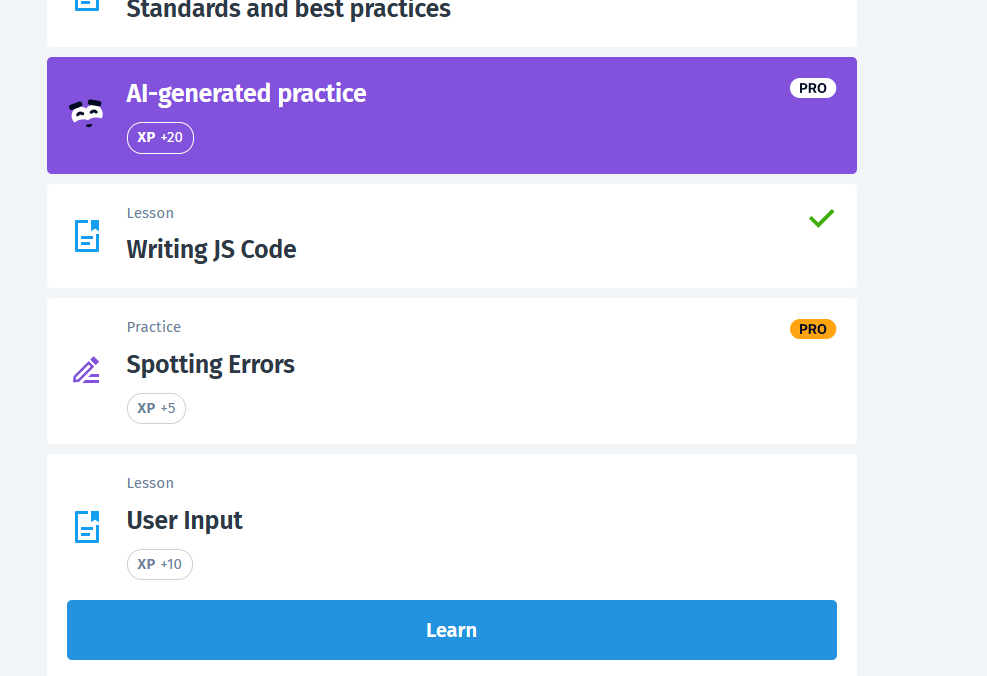 Standards and best practices
AI-generated practice
PRO
XP +20
Lesson
Writing JS Code
Practice
PRO
Spotting Errors
XP +5
Lesson
User Input
XP +10
Learn